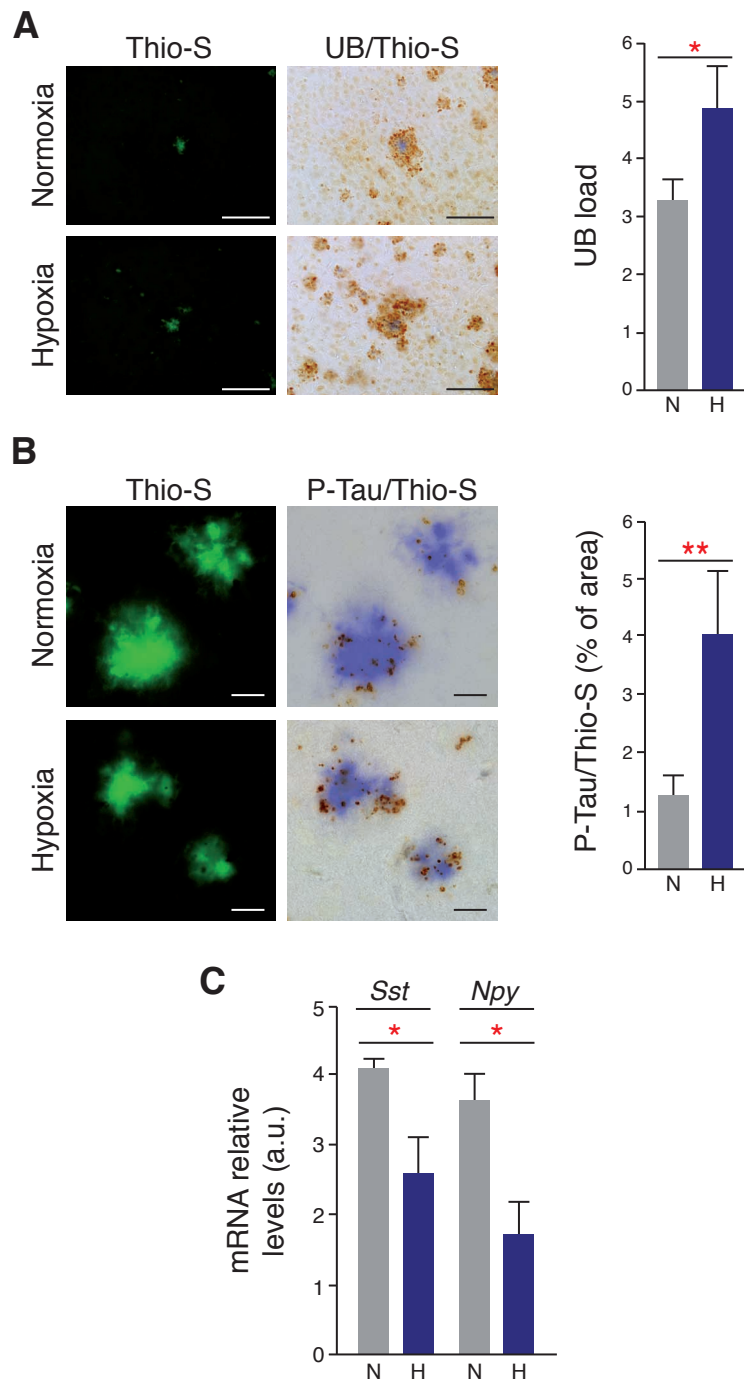 A
Thio-S
UB/Thio-S
Normoxia
Hypoxia
UB load
6
5
4
3
2
1
0
*
N
H
B
Thio-S
P-Tau/Thio-S
Normoxia
Hypoxia
P-Tau/Thio-S (% of area)
6
5
4
3
2
1
0
**
N
H
C
Sst
Npy
*
*
mRNA relative
levels (a.u.)
5
4
3
2
1
0
N
H
N
H